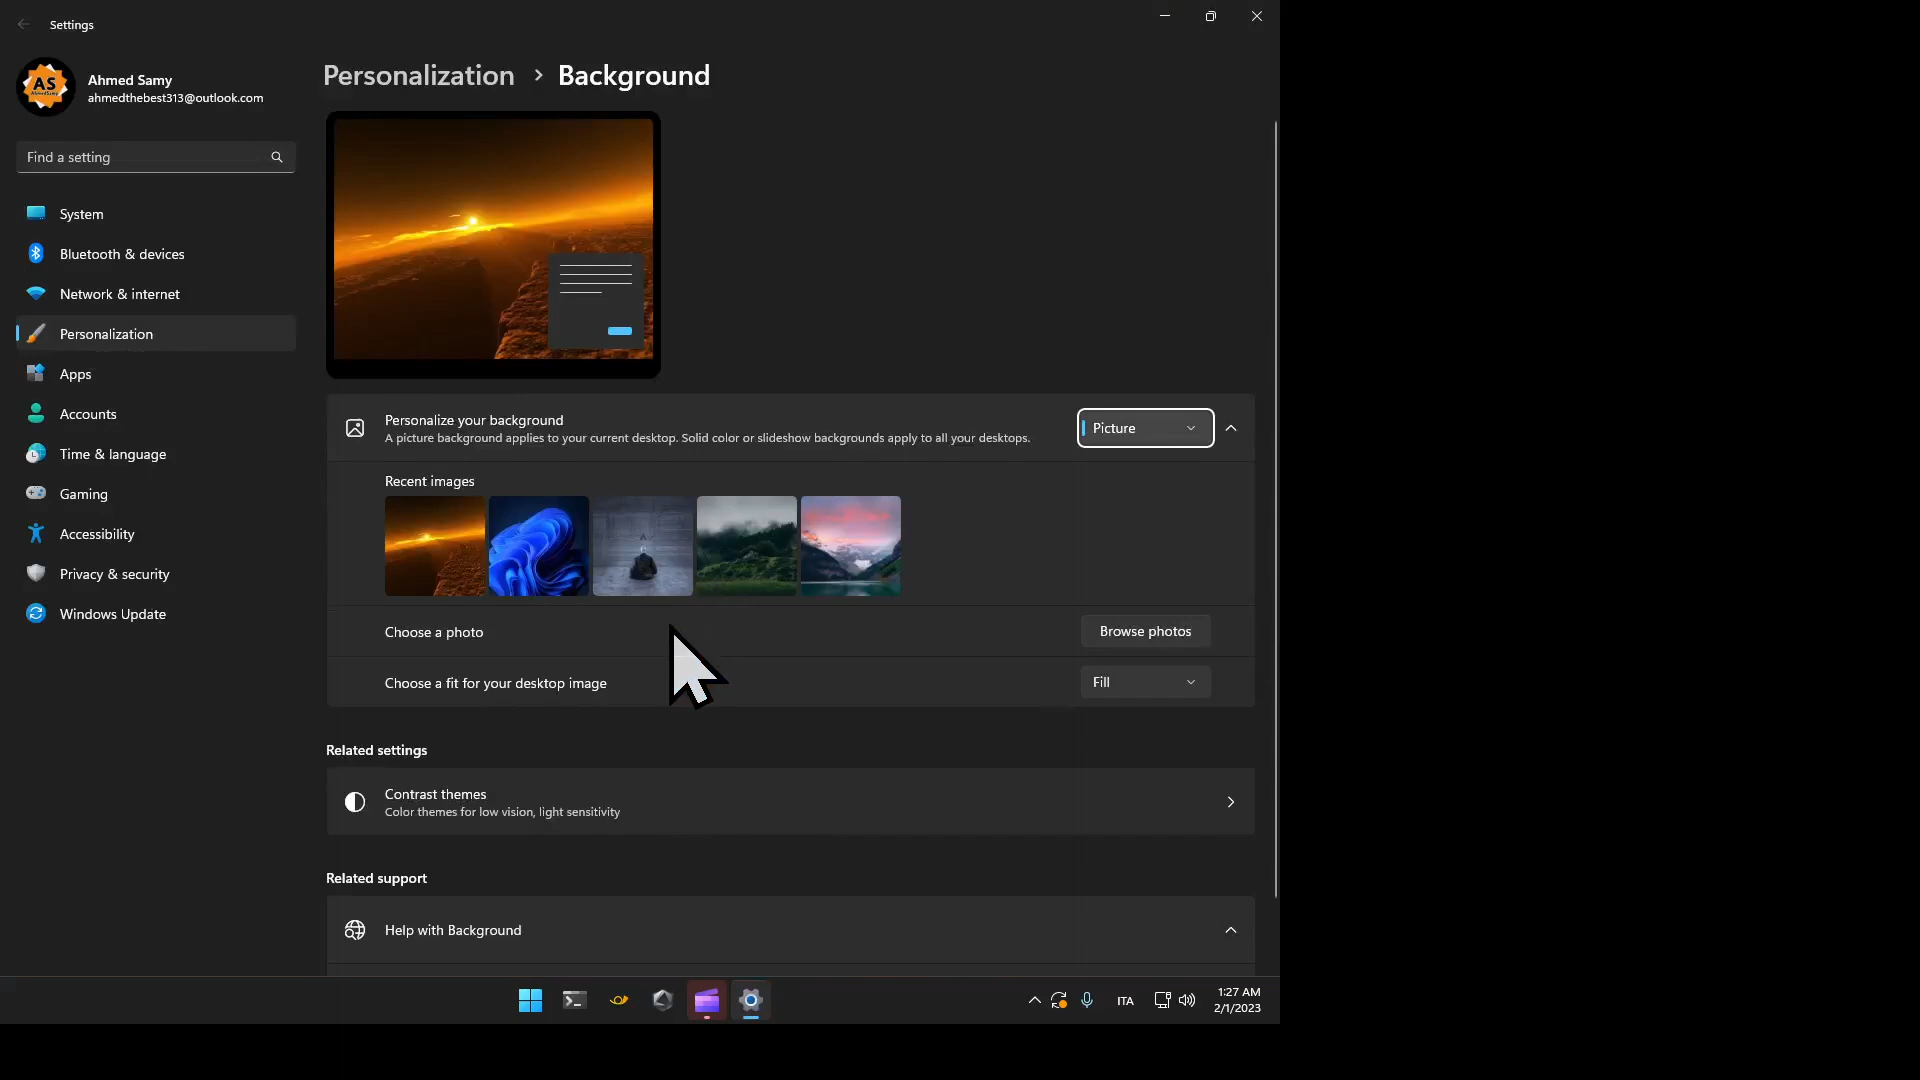 Settings
AS
Ahmed Samy
ahmedthebest313@outlook.com
Find a setting
System
Bluetooth & devices
Network & internet
Personalization
Apps
Accounts
Time & language
Gaming
Accessibility
Privacy & security
Windows Update
Personalization > Background
Personalize your background
A picture background applies to your current desktop. Solid color or slideshow backgrounds apply to all your desktops.
Picture
Recent images
Choose a photo
Browse photos
Choose a fit for your desktop image
Fill
Related settings
Contrast themes
Color themes for low vision, light sensitivity
Related support
Help with Background
ITA
1:27 AM
2/1/2023